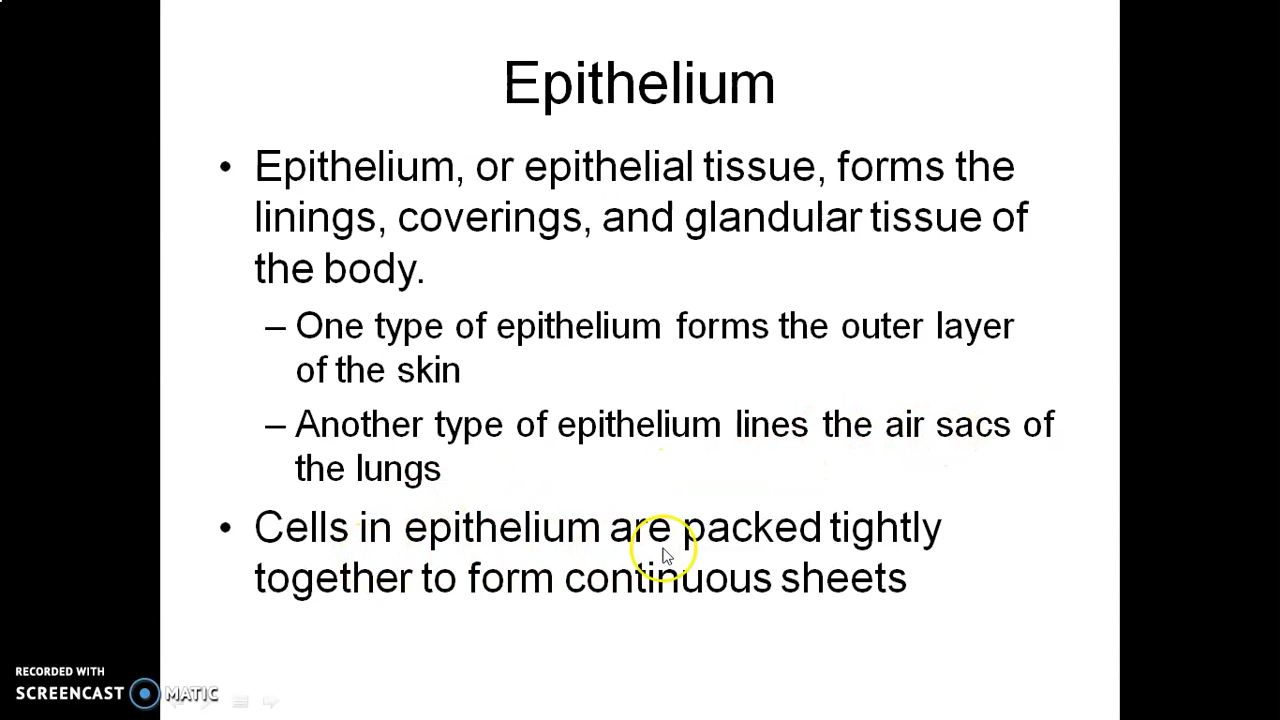 Epithelium
• Epithelium, or epithelial tissue, forms the
linings, coverings, and glandular tissue of
the body.
– One type of epithelium forms the outer layer
of the skin
– Another type of epithelium lines the air sacs of
the lungs
• Cells in epithelium are packed tightly
together to form continuous sheets
RECORDED WITH
SCREENCAST MATIC